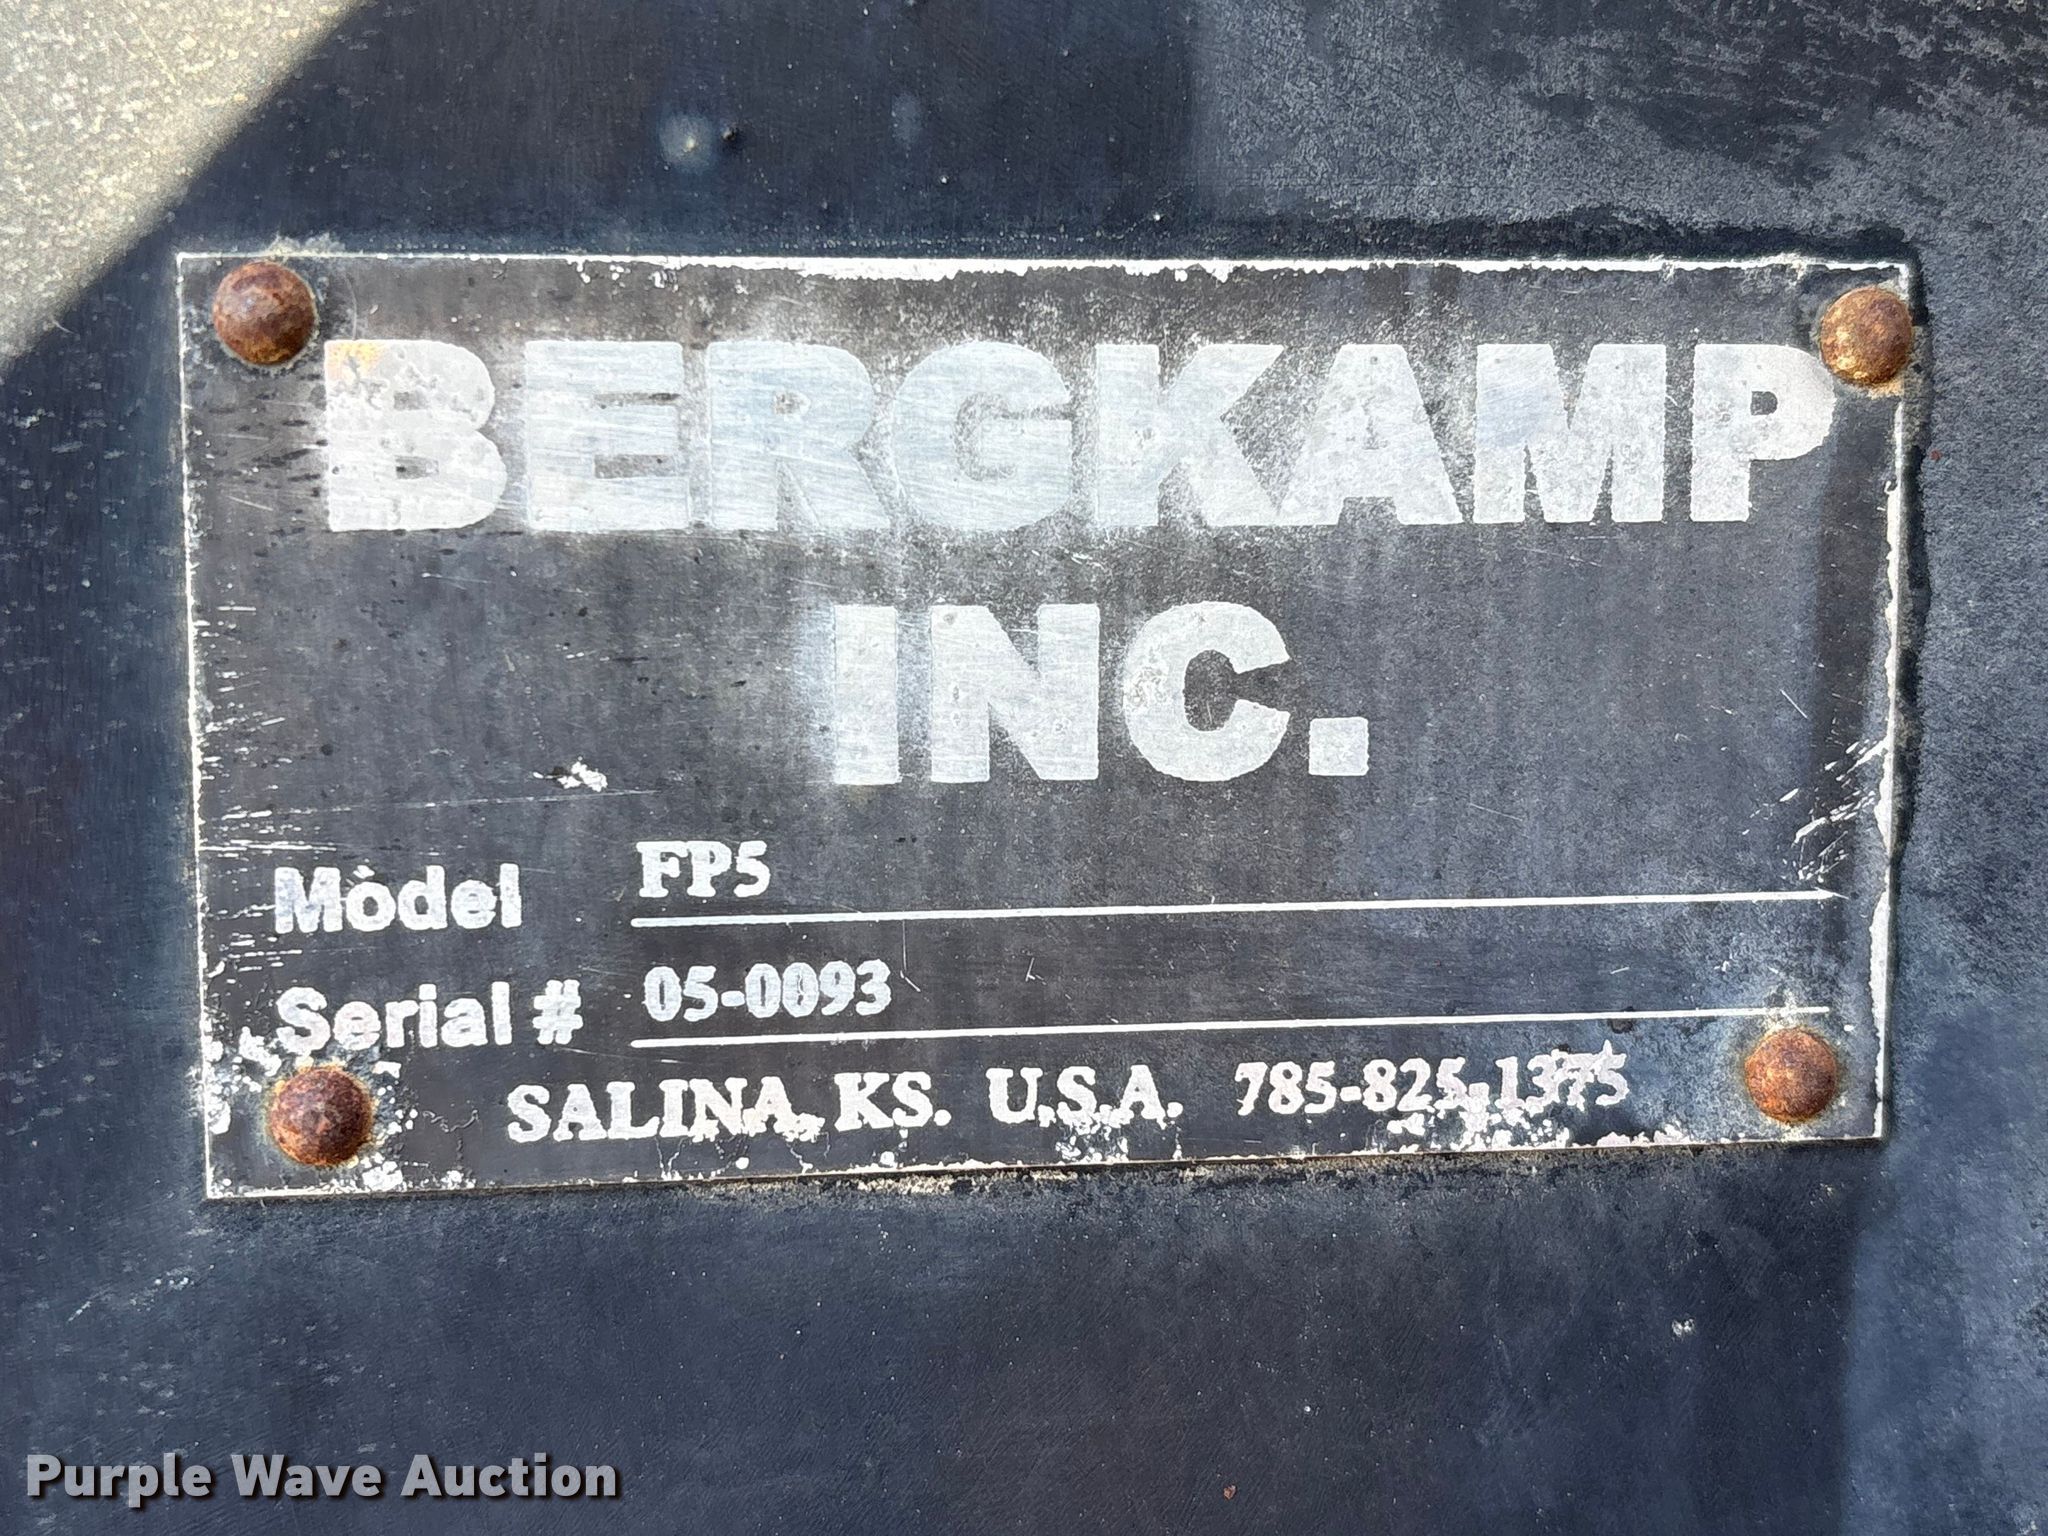 BERGKAMP
INC.
Model FP5
Serial # 05-0093
SALINA, KS. U.S.A. 785-825-1375
Purple Wave Auction